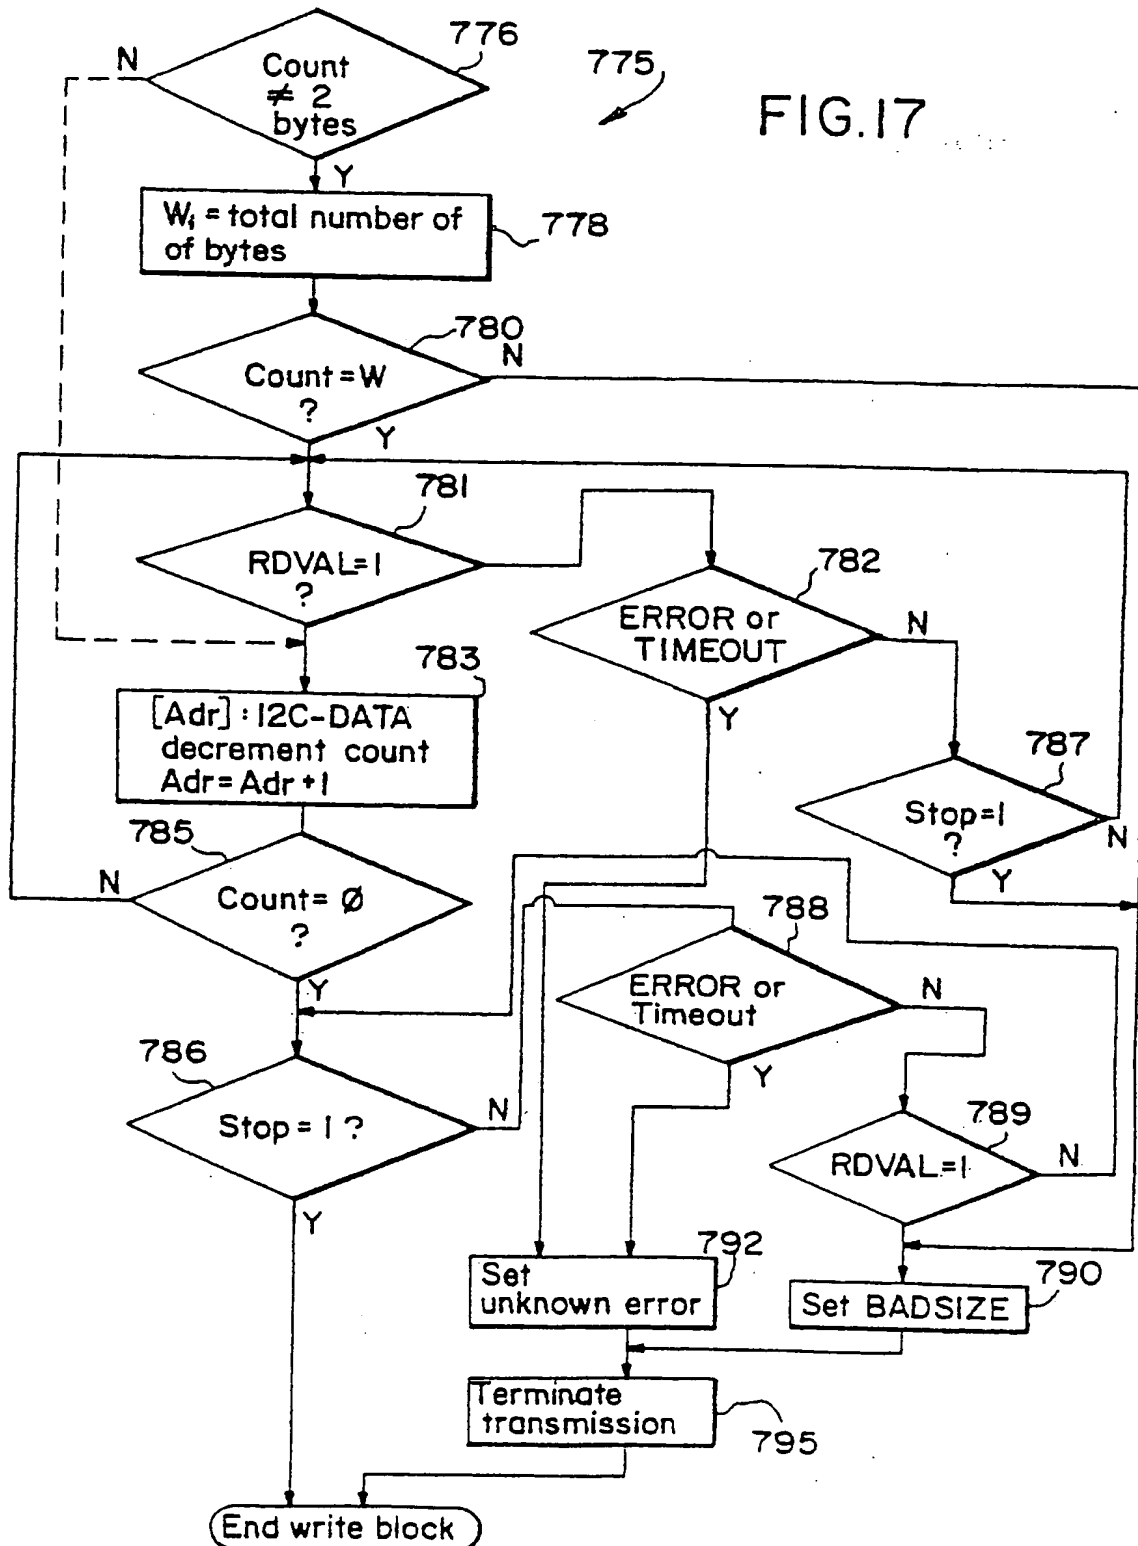 N
Count
≠ 2
bytes
776
775
FIG.17
Y
W₁ = total number of
of bytes
778
780
Count = W
?
N
Y
781
RDVAL=1
?
782
ERROR or
TIMEOUT
N
Y
783
[Adr] : I2C-DATA
decrement count
Adr = Adr +1
787
Stop=1
?
N
Y
785
N
Count= Ø
?
Y
788
ERROR or
Timeout
N
Y
786
Stop = 1 ?
N
Y
789
RDVAL=1
N
792
Set
unknown error
790
Set BADSIZE
Terminate
transmission
795
End write block